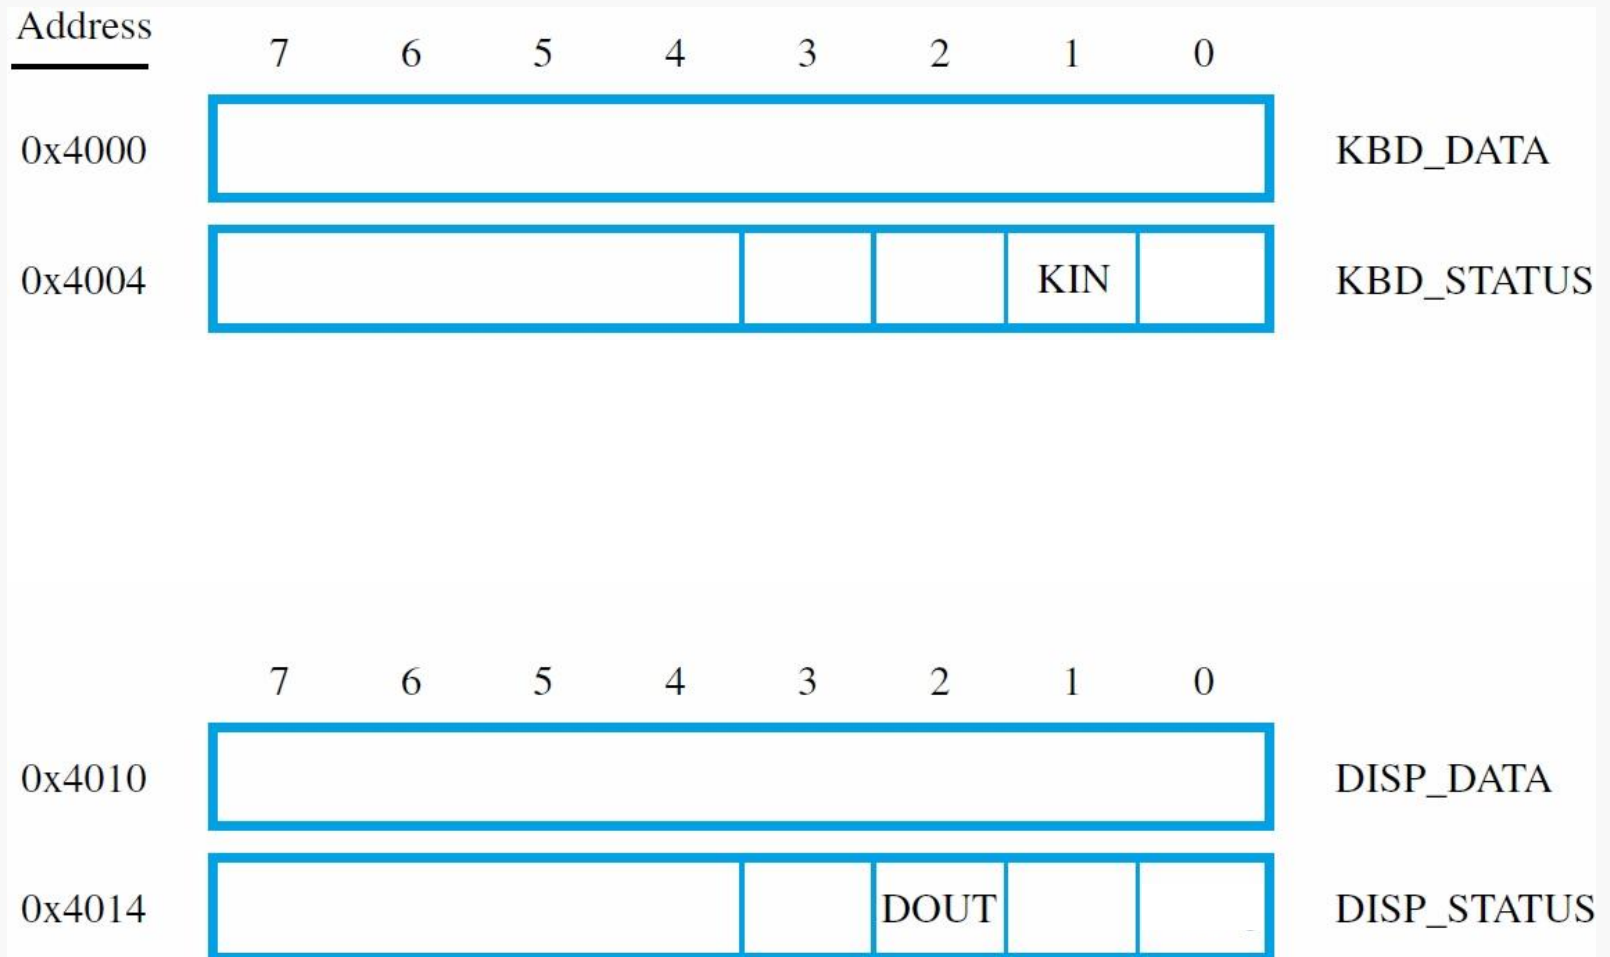 Address
7 6 5 4 3 2 1 0
0x4000 KBD_DATA
0x4004 KIN KBD_STATUS
7 6 5 4 3 2 1 0
0x4010 DISP_DATA
0x4014 DOUT DISP_STATUS